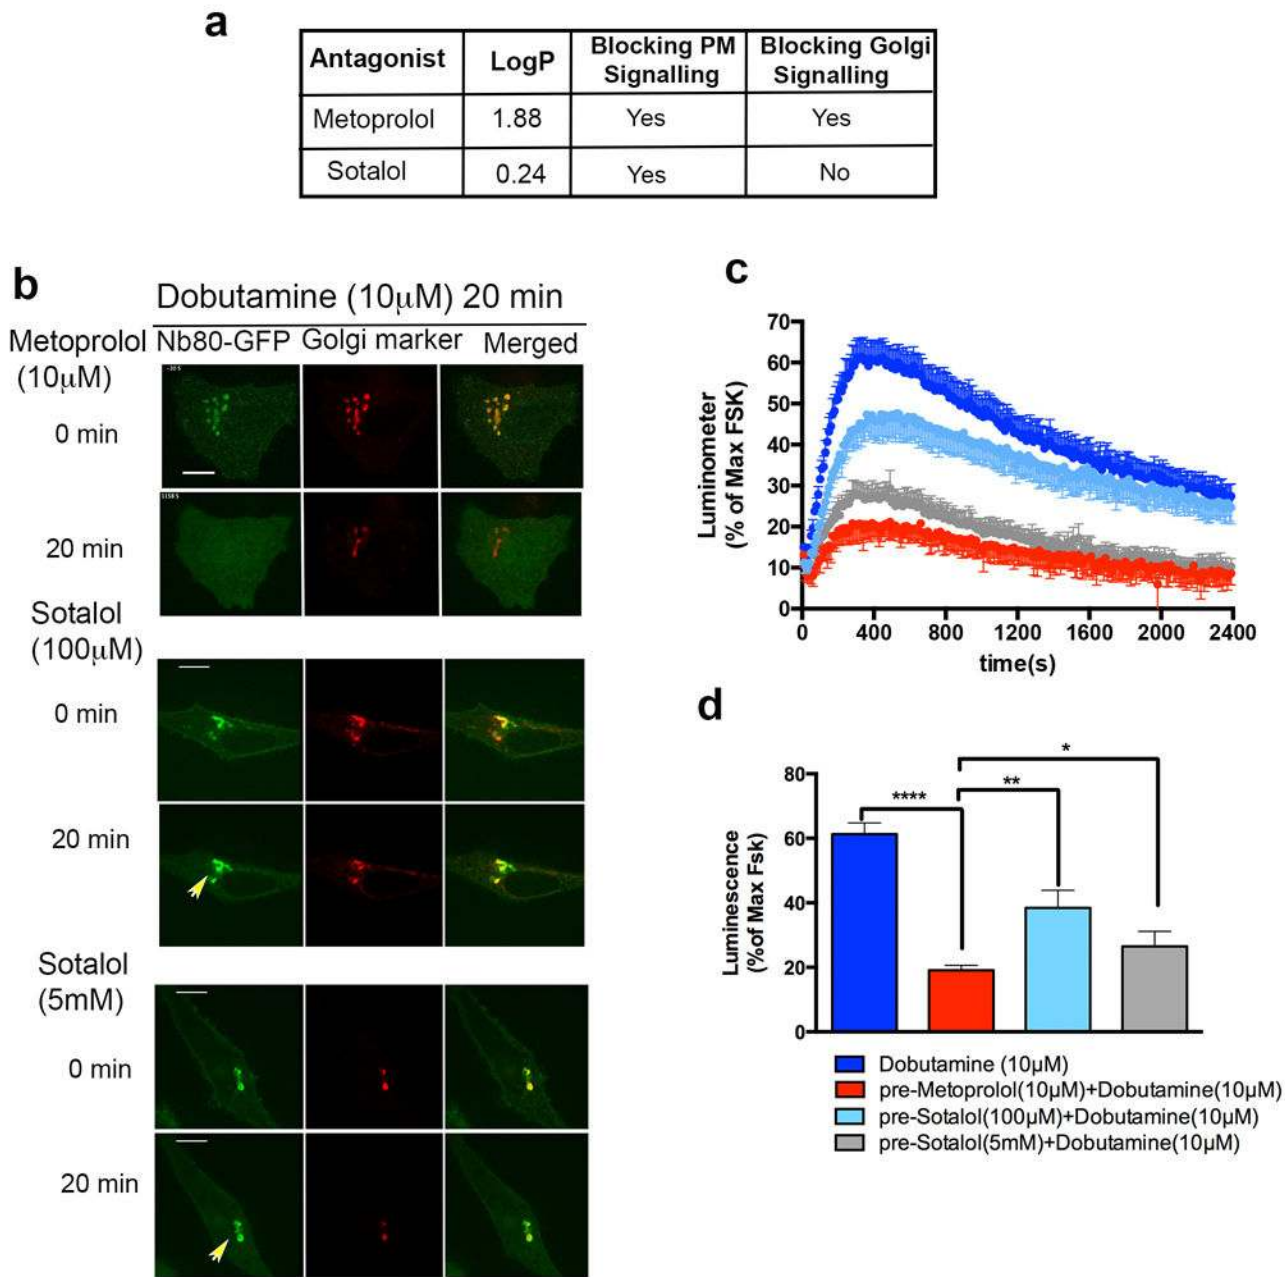 a
Antagonist LogP Blocking PM Signalling Blocking Golgi Signalling
Metoprolol 1.88 Yes Yes
Sotalol 0.24 Yes No
b
Dobutamine (10µM) 20 min
Nb80-GFP Golgi marker Merged
Metoprolol
(10µM)
0 min
20 min
Sotalol
(100µM)
0 min
20 min
Sotalol
(5mM)
0 min
20 min
c
Luminometer
(% of Max FSK)
70
60
50
40
30
20
10
0
0 400 800 1200 1600 2000 2400
time(s)
d
Luminescence
(%of Max Fsk)
80
60
40
20
0
*
**
****
Dobutamine (10µM)
pre-Metoprolol(10µM)+Dobutamine(10µM)
pre-Sotalol(100µM)+Dobutamine(10µM)
pre-Sotalol(5mM)+Dobutamine(10µM)